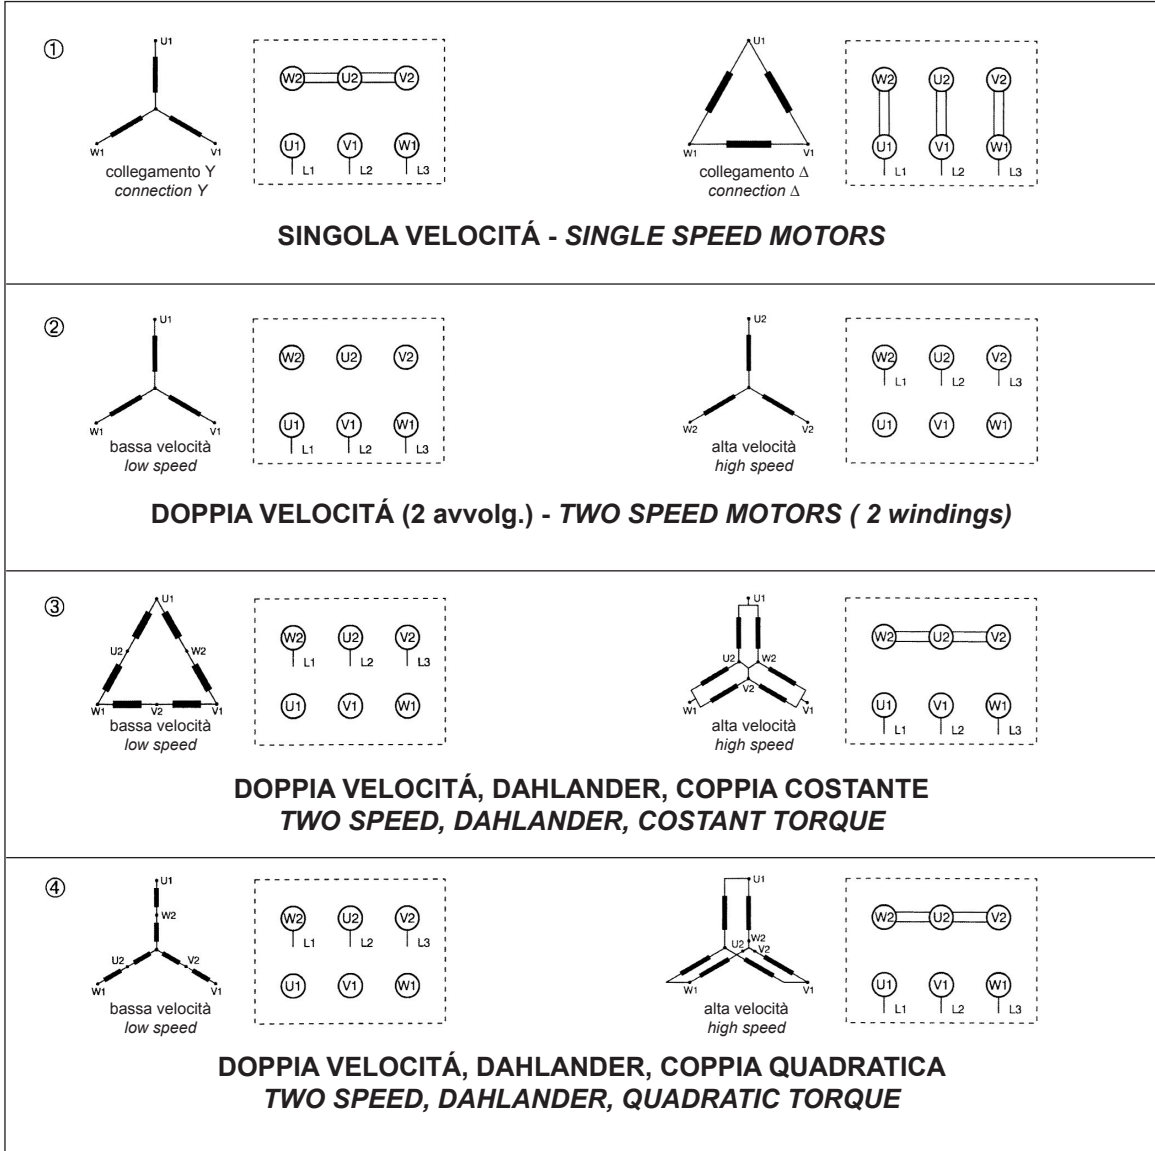 ①
U1
W1 V1
collegamento Y
connection Y
W2 U2 V2
U1 V1 W1
L1 L2 L3
U1
W1 V1
collegamento Δ
connection Δ
W2 U2 V2
U1 V1 W1
L1 L2 L3
SINGOLA VELOCITÁ - SINGLE SPEED MOTORS
②
U1
W1 V1
bassa velocità
low speed
W2 U2 V2
U1 V1 W1
L1 L2 L3
U2
W2 V2
alta velocità
high speed
W2 U2 V2
L1 L2 L3
U1 V1 W1
DOPPIA VELOCITÁ (2 avvolg.) - TWO SPEED MOTORS ( 2 windings)
③
U1
U2 W2
W1 V2 V1
bassa velocità
low speed
W2 U2 V2
L1 L2 L3
U1 V1 W1
U1
U2 W2
V2
W1 V1
alta velocità
high speed
W2 U2 V2
U1 V1 W1
L1 L2 L3
DOPPIA VELOCITÁ, DAHLANDER, COPPIA COSTANTE
TWO SPEED, DAHLANDER, COSTANT TORQUE
④
U1
W2
U2 V2
W1 V1
bassa velocità
low speed
W2 U2 V2
L1 L2 L3
U1 V1 W1
U1
W2
U2 V2
W1 V1
alta velocità
high speed
W2 U2 V2
U1 V1 W1
L1 L2 L3
DOPPIA VELOCITÁ, DAHLANDER, COPPIA QUADRATICA
TWO SPEED, DAHLANDER, QUADRATIC TORQUE